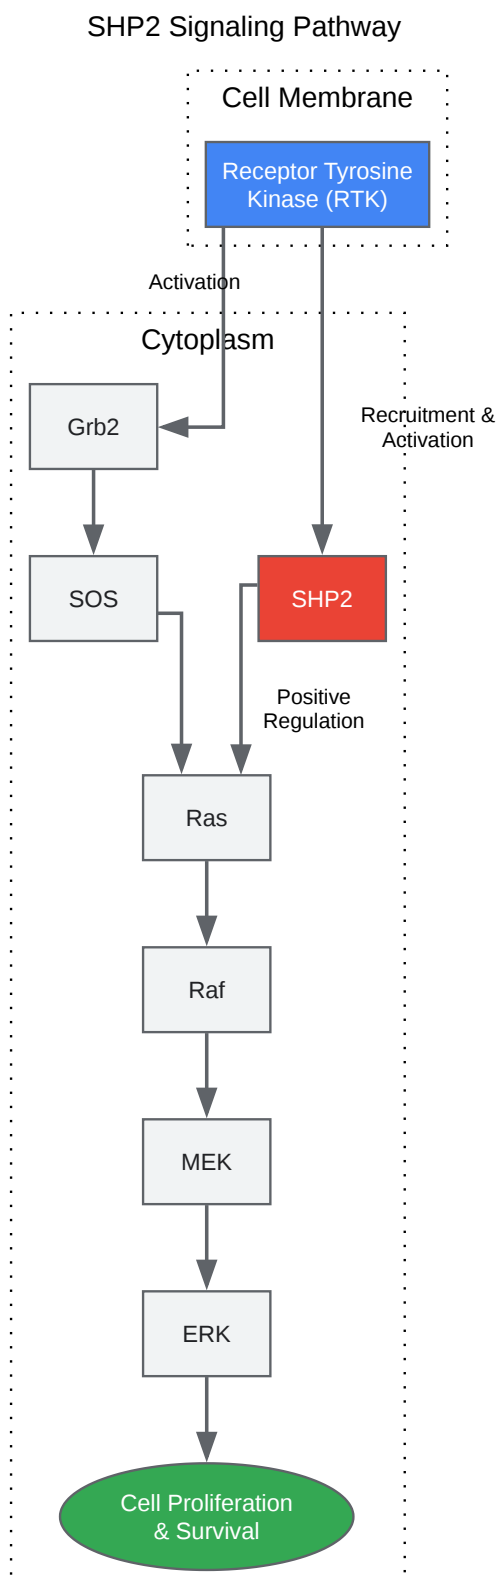 SHP2 Signaling Pathway
Cell Membrane
Receptor Tyrosine
Kinase (RTK)
Activation
Cytoplasm
Grb2
Recruitment &
Activation
SOS
SHP2
Positive
Regulation
Ras
Raf
MEK
ERK
Cell Proliferation
& Survival